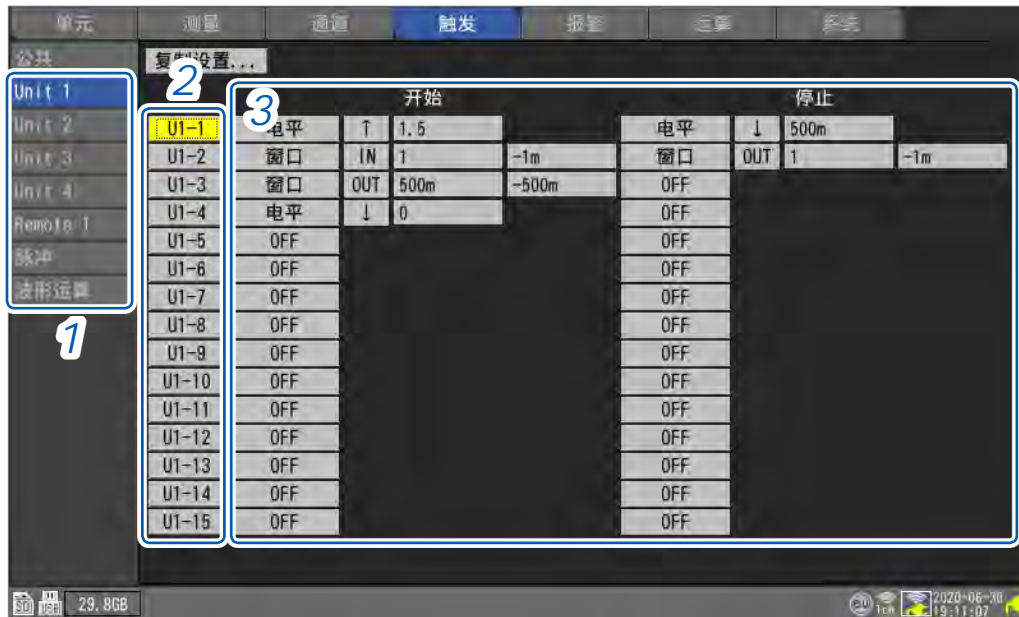 单元 测量 通道 触发 报警 运算 系统
公共 复制设置...
Unit 1
Unit 2
Unit 3
Unit 4
Remote 1
脉冲
波形运算
1
2
3
开始 停止
U1-1 电平 ↑ 1.5 电平 ↓ 500m
U1-2 窗口 IN 1 -1m 窗口 OUT 1 -1m
U1-3 窗口 OUT 500m -500m OFF
U1-4 电平 ↓ 0 OFF
U1-5 OFF OFF
U1-6 OFF OFF
U1-7 OFF OFF
U1-8 OFF OFF
U1-9 OFF OFF
U1-10 OFF OFF
U1-11 OFF OFF
U1-12 OFF OFF
U1-13 OFF OFF
U1-14 OFF OFF
U1-15 OFF OFF
SD USB 29.8GB 1ch 2020-06-30
19:11:07